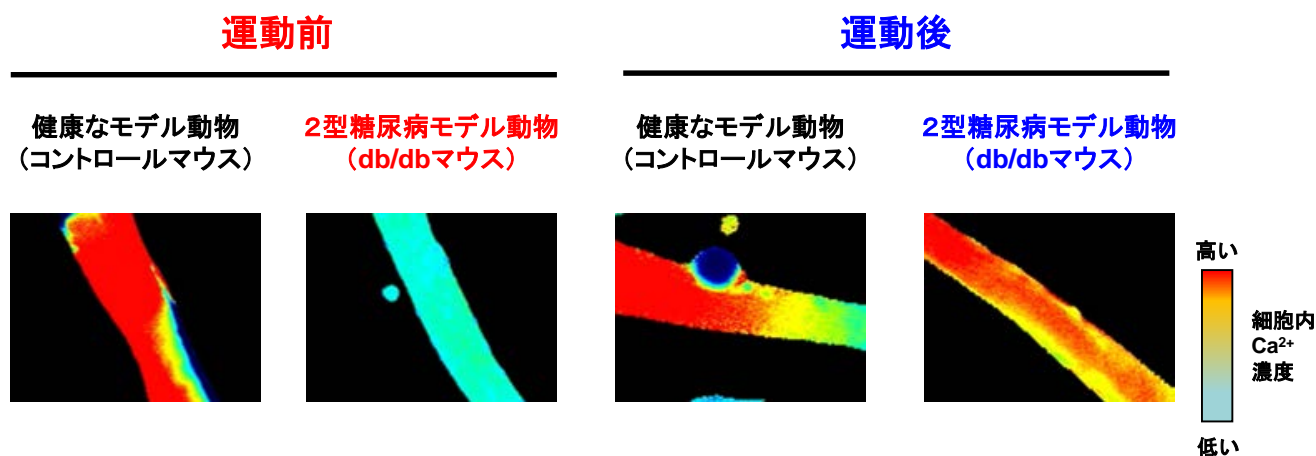 運動前
運動後
健康なモデル動物
(コントロールマウス)
2型糖尿病モデル動物
(db/dbマウス)
健康なモデル動物
(コントロールマウス)
2型糖尿病モデル動物
(db/dbマウス)
高い
細胞内
Ca²⁺
濃度
低い